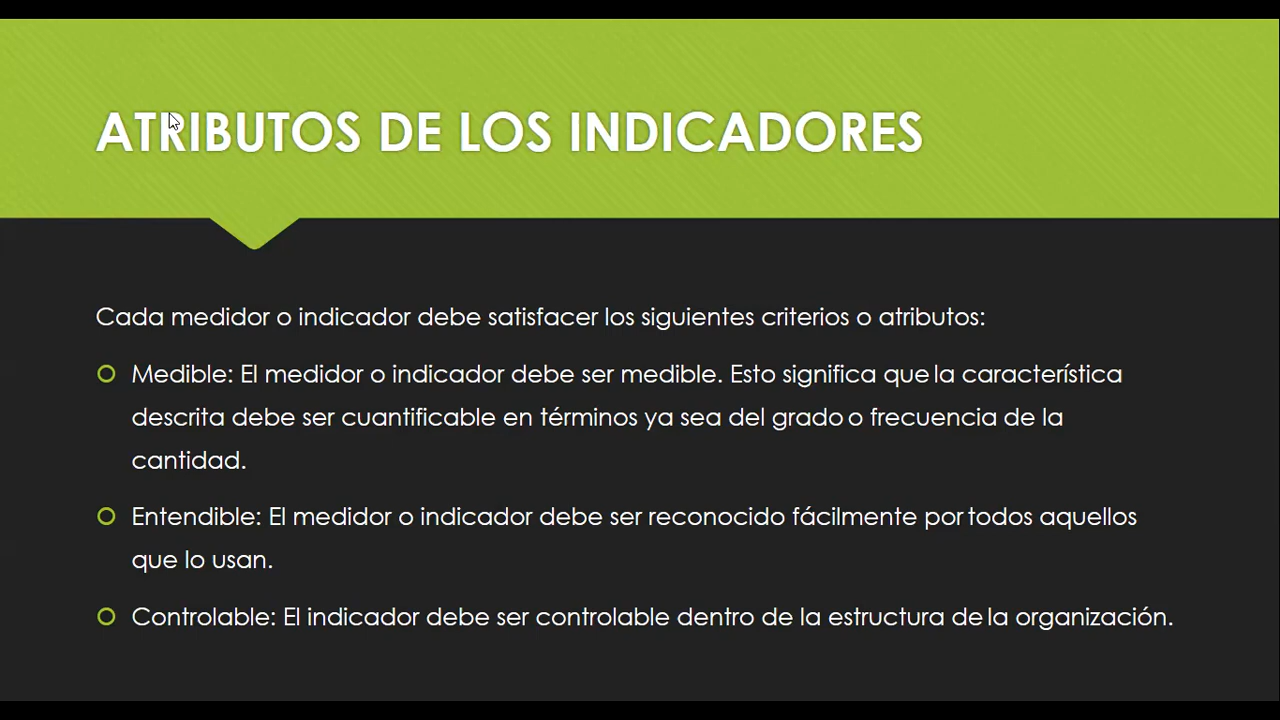 ATRIBUTOS DE LOS INDICADORES
Cada medidor o indicador debe satisfacer los siguientes criterios o atributos:
Medible: El medidor o indicador debe ser medible. Esto significa que la característica
descrita debe ser cuantificable en términos ya sea del grado o frecuencia de la
cantidad.
Entendible: El medidor o indicador debe ser reconocido fácilmente por todos aquellos
que lo usan.
Controlable: El indicador debe ser controlable dentro de la estructura de la organización.